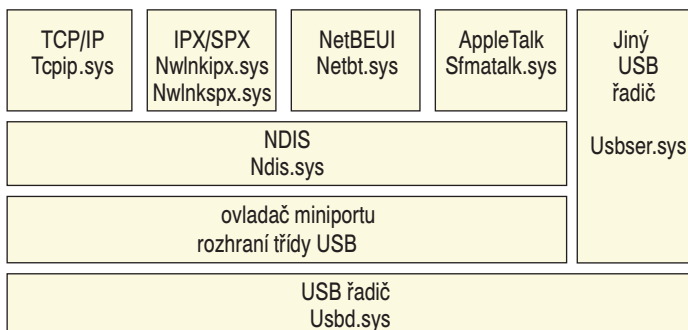 TCP/IP
Tcpip.sys
IPX/SPX
Nwlnkipx.sys
Nwlnkspx.sys
NetBEUI
Netbt.sys
AppleTalk
Sfmatalk.sys
Jiný
USB
řadič
Usbser.sys
NDIS
Ndis.sys
ovladač miniportu
rozhraní třídy USB
USB řadič
Usbd.sys